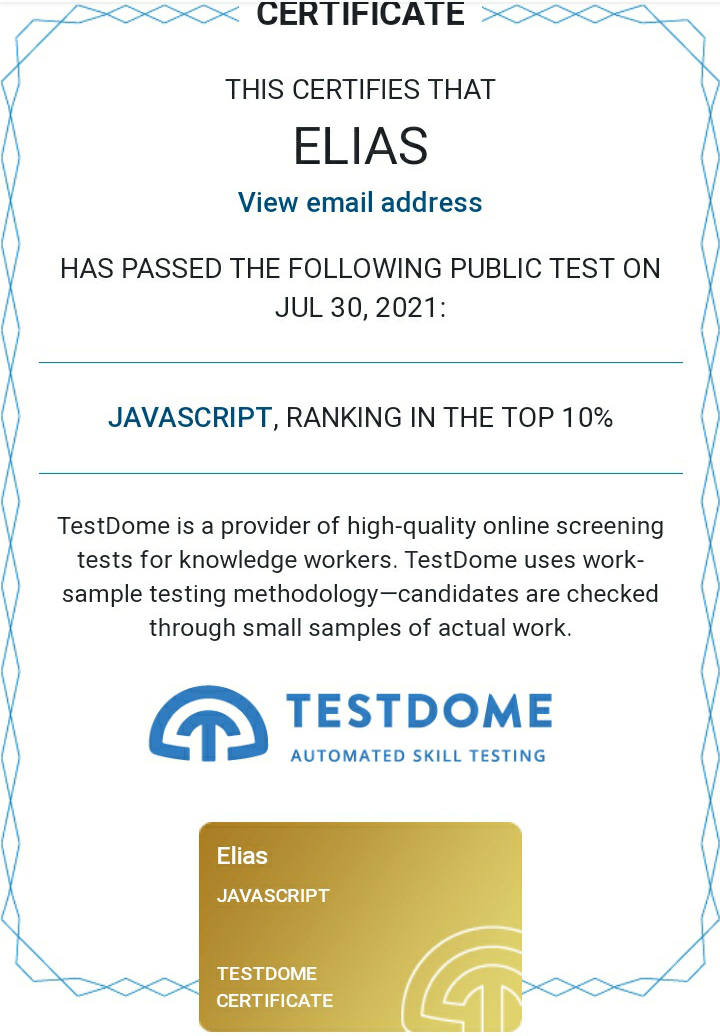 CERTIFICATE
THIS CERTIFIES THAT
ELIAS
View email address
HAS PASSED THE FOLLOWING PUBLIC TEST ON
JUL 30, 2021:
JAVASCRIPT, RANKING IN THE TOP 10%
TestDome is a provider of high-quality online screening
tests for knowledge workers. TestDome uses work-
sample testing methodology—candidates are checked
through small samples of actual work.
TESTDOME
AUTOMATED SKILL TESTING
Elias
JAVASCRIPT
TESTDOME
CERTIFICATE